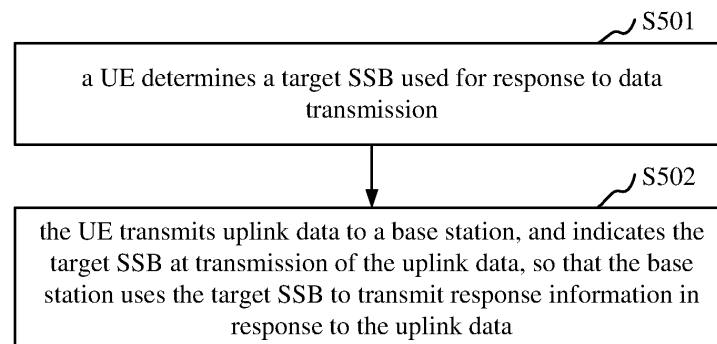 S501
a UE determines a target SSB used for response to data
transmission
S502
the UE transmits uplink data to a base station, and indicates the
target SSB at transmission of the uplink data, so that the base
station uses the target SSB to transmit response information in
response to the uplink data